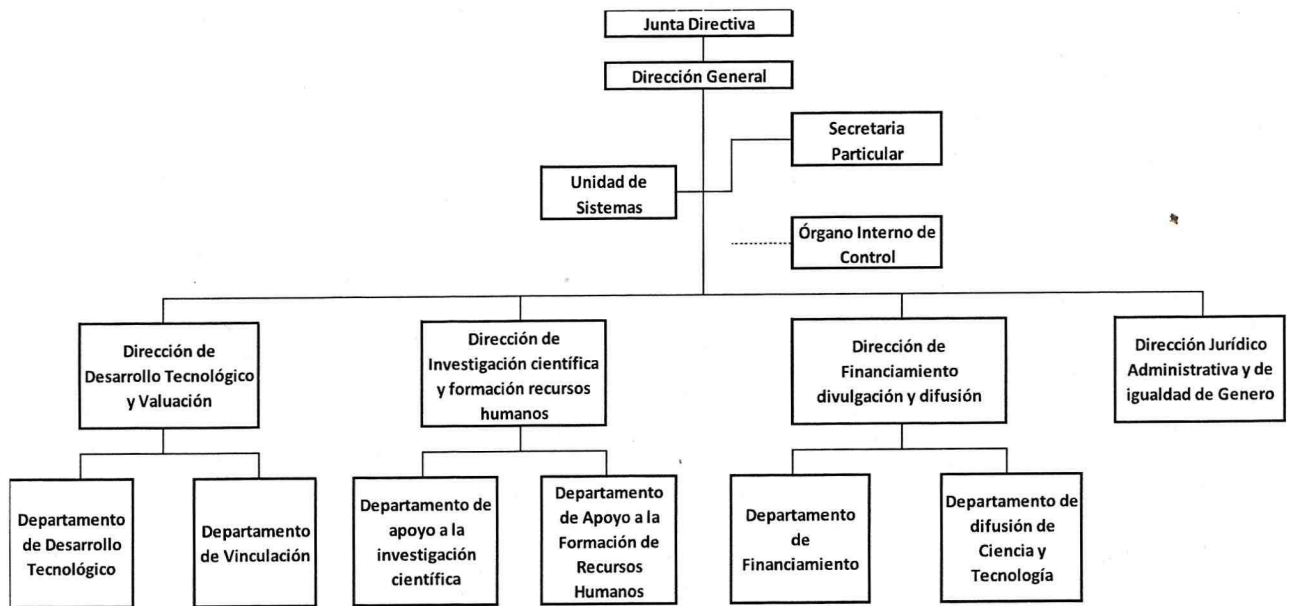 Junta Directiva
Dirección General
Secretaria
Particular
Unidad de
Sistemas
Órgano Interno de
Control
Dirección de
Desarrollo Tecnológico
y Valuación
Dirección de
Investigación científica
y formación recursos
humanos
Dirección de
Financiamiento
divulgación y difusión
Dirección Jurídico
Administrativa y de
igualdad de Genero
Departamento
de Desarrollo
Tecnológico
Departamento
de Vinculación
Departamento de
apoyo a la
investigación
científica
Departamento
de Apoyo a la
Formación de
Recursos
Humanos
Departamento
de
Financiamiento
Departamento de
difusión de
Ciencia y
Tecnología